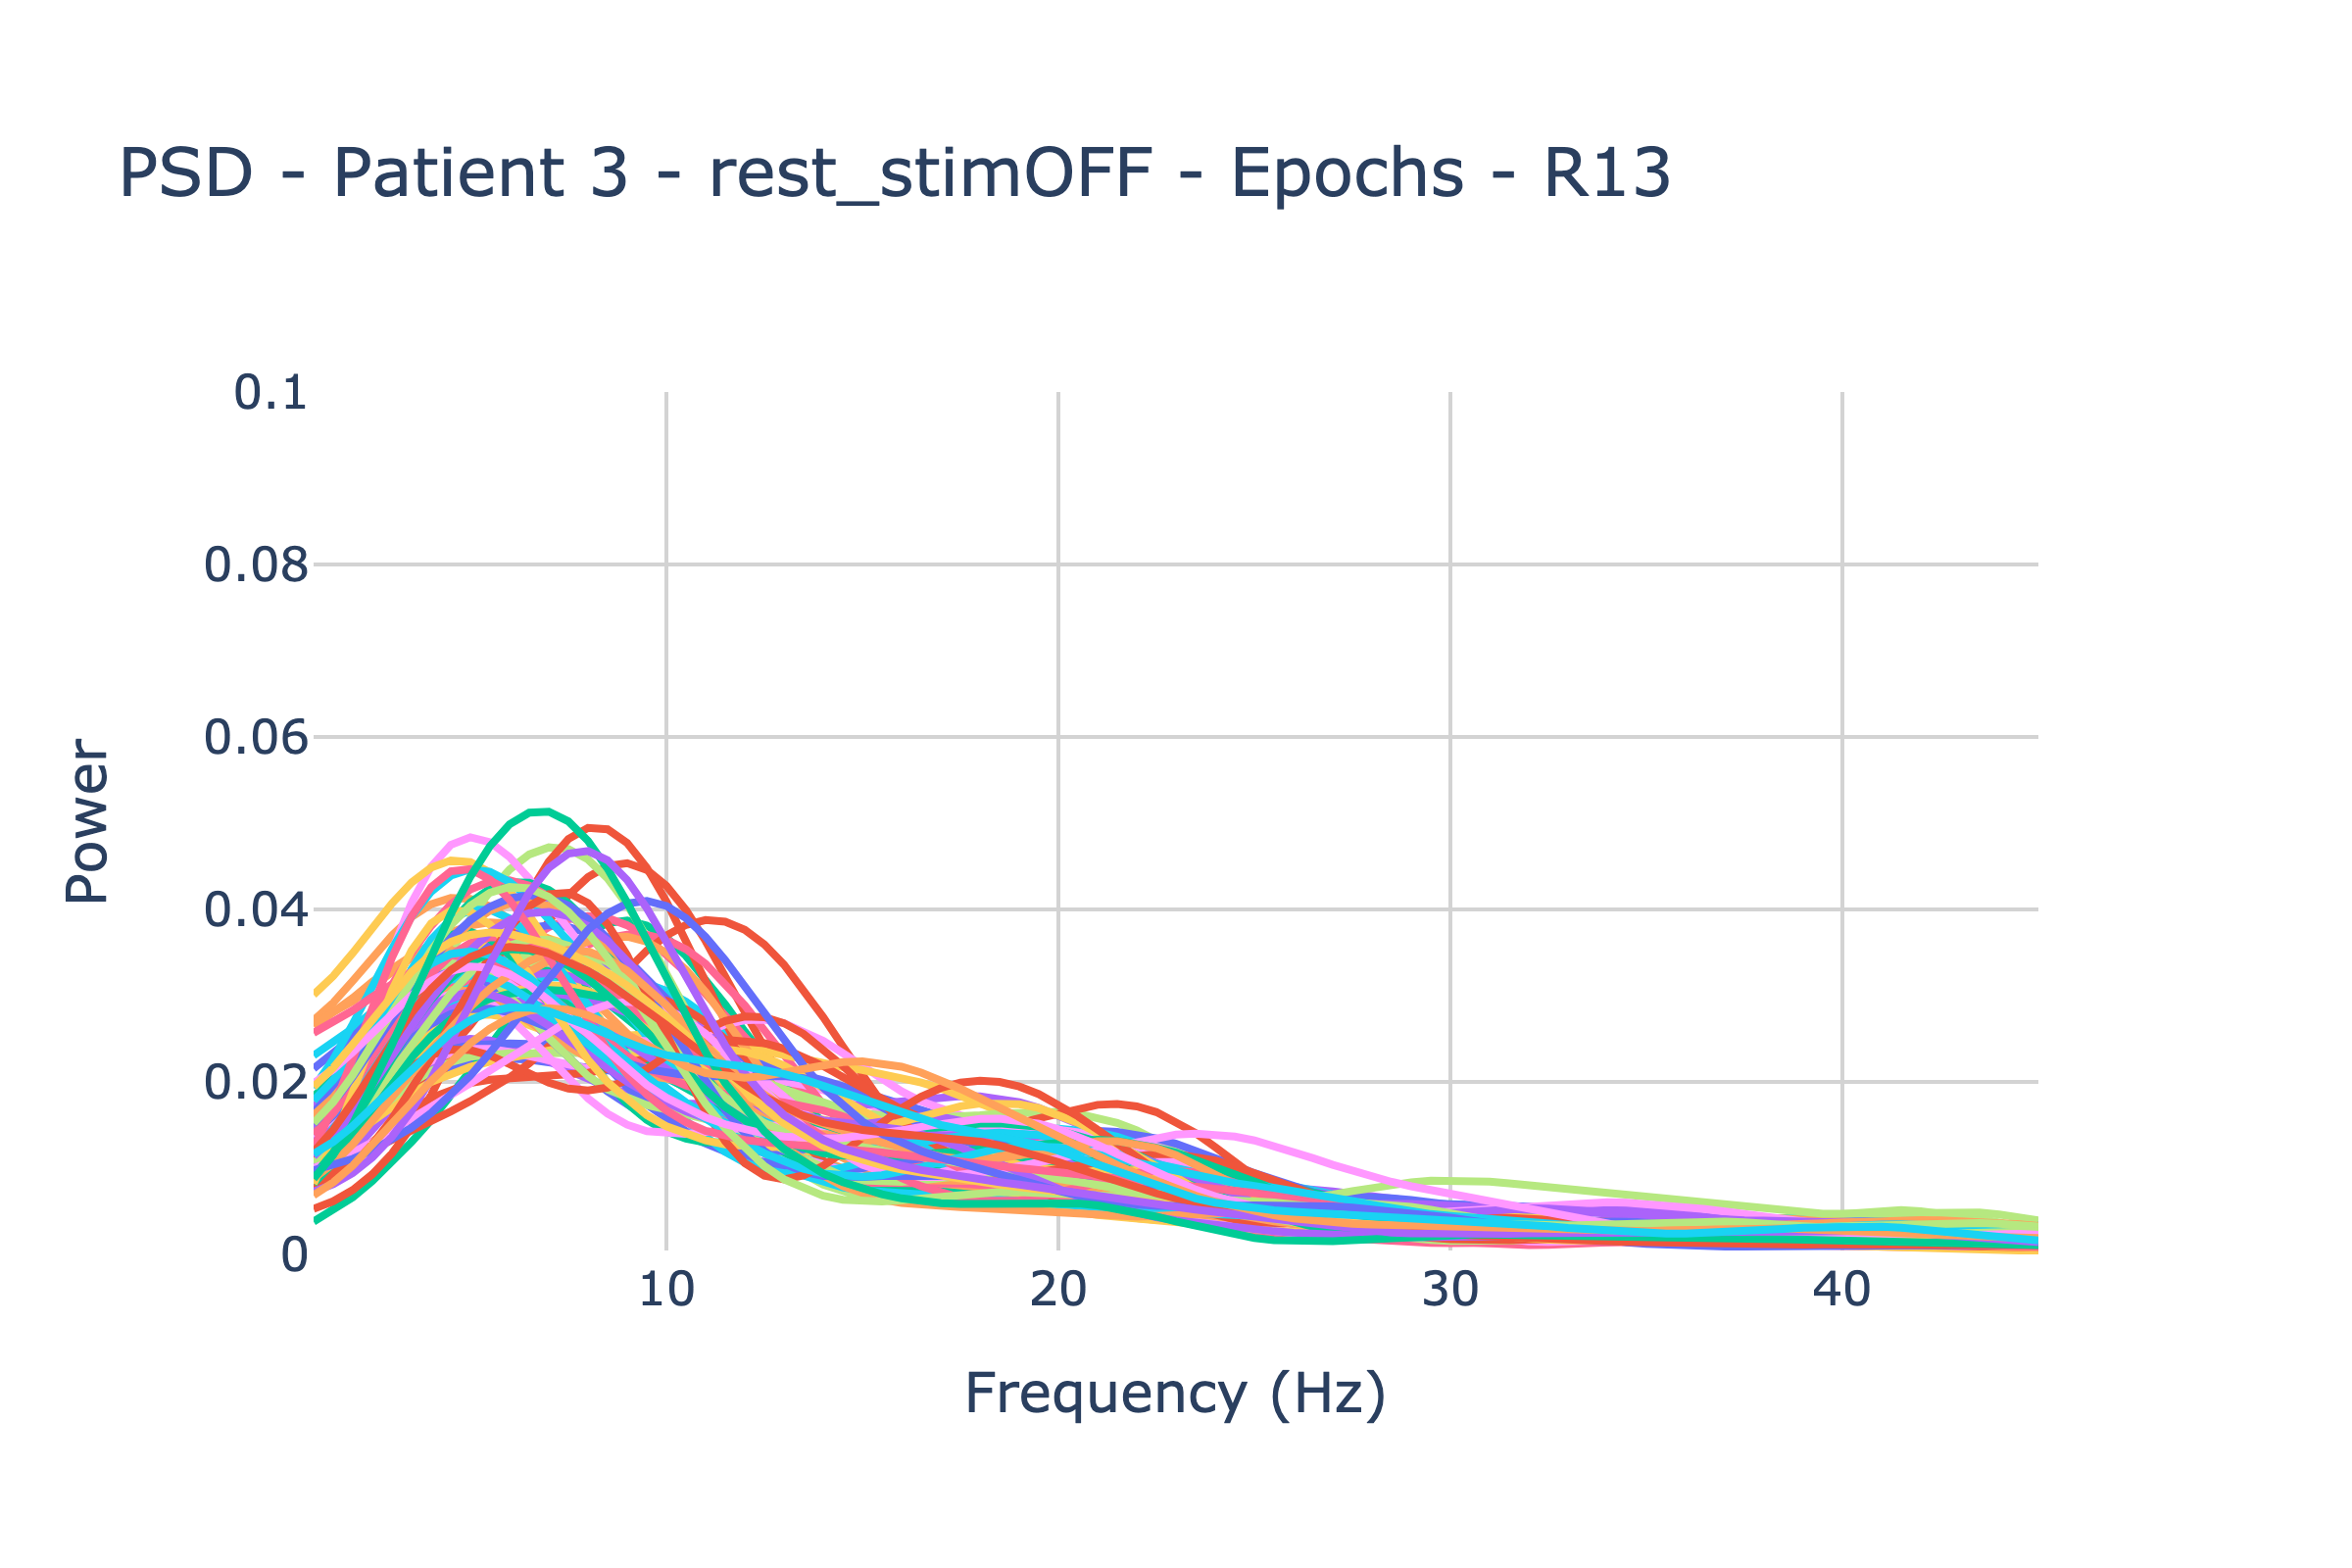 PSD - Patient 3 - rest_stimOFF - Epochs - R13
0.1
0.08
0.06
0.04
0.02
0
Power
10 20 30 40
Frequency (Hz)